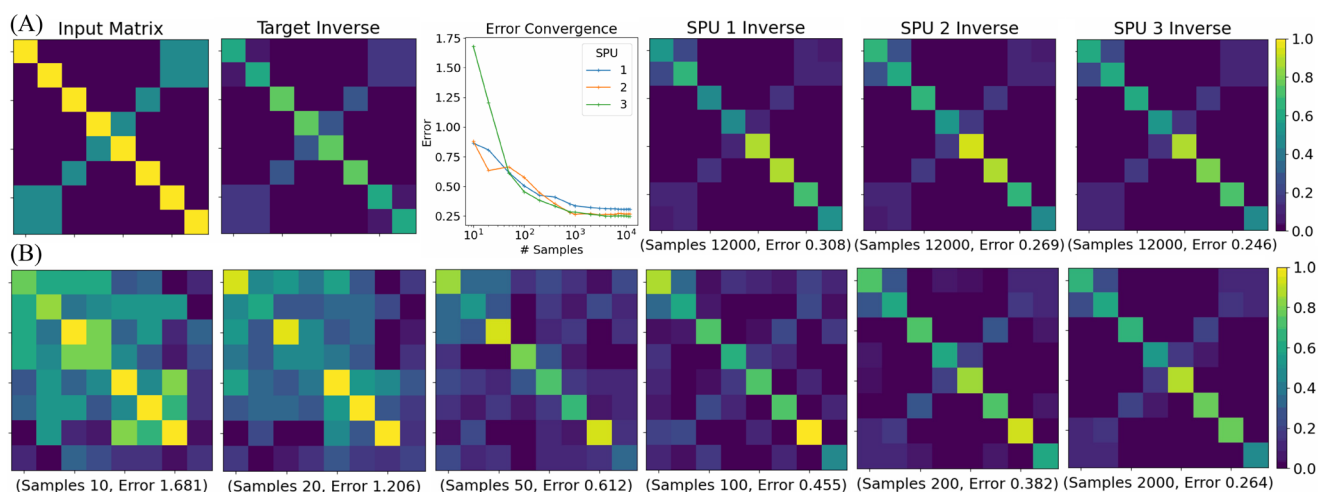 (A)
Input Matrix
Target Inverse
Error Convergence
SPU 1 Inverse
SPU 2 Inverse
SPU 3 Inverse
1.75
1.50
1.25
1.00
0.75
0.50
0.25
Error
SPU
1
2
3
10¹ 10² 10³ 10⁴
# Samples
1.0
0.8
0.6
0.4
0.2
0.0
(Samples 12000, Error 0.308)
(Samples 12000, Error 0.269)
(Samples 12000, Error 0.246)
(B)
1.0
0.8
0.6
0.4
0.2
0.0
(Samples 10, Error 1.681)
(Samples 20, Error 1.206)
(Samples 50, Error 0.612)
(Samples 100, Error 0.455)
(Samples 200, Error 0.382)
(Samples 2000, Error 0.264)